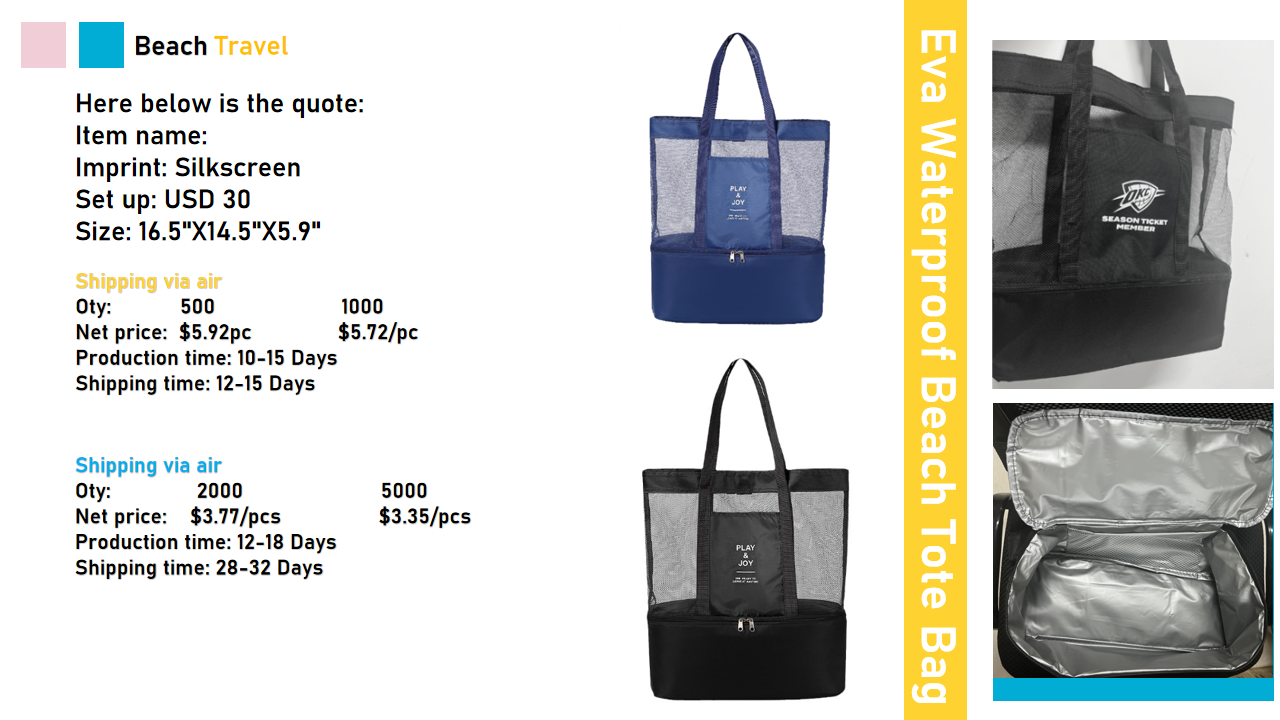 Beach Travel
Here below is the quote:
Item name:
Imprint: Silkscreen
Set up: USD 30
Size: 16.5"X14.5"X5.9"
Shipping via air
Qty: 500 1000
Net price: $5.92pc $5.72/pc
Production time: 10-15 Days
Shipping time: 12-15 Days
Shipping via air
Qty: 2000 5000
Net price: $3.77/pcs $3.35/pcs
Production time: 12-18 Days
Shipping time: 28-32 Days
PLAY
&
JOY
PLAY
&
JOY
Eva Waterproof Beach Tote Bag
OKC
SEASON TICKET
MEMBER